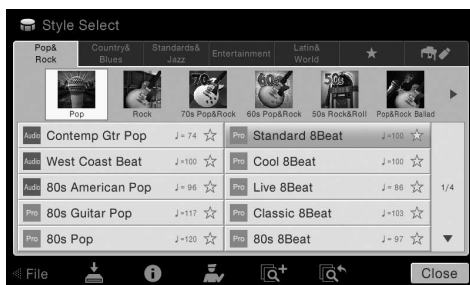 Style Select
Pop& Rock
Country& Blues
Standards& Jazz
Entertainment
Latin& World
Pop
Rock
70s
70s Pop&Rock
60s
60s Pop&Rock
50s
50s Rock&Roll
Pop&Rock Ballad
Audio Contemp Gtr Pop ♩= 74
Pro Standard 8Beat ♩=100
Audio West Coast Beat ♩=100
Pro Cool 8Beat ♩=100
Audio 80s American Pop ♩= 96
Pro Live 8Beat ♩= 86
1/4
Pro 80s Guitar Pop ♩=117
Pro Classic 8Beat ♩=103
Pro 80s Pop ♩=120
Pro 80s 8Beat ♩= 97
File
Close